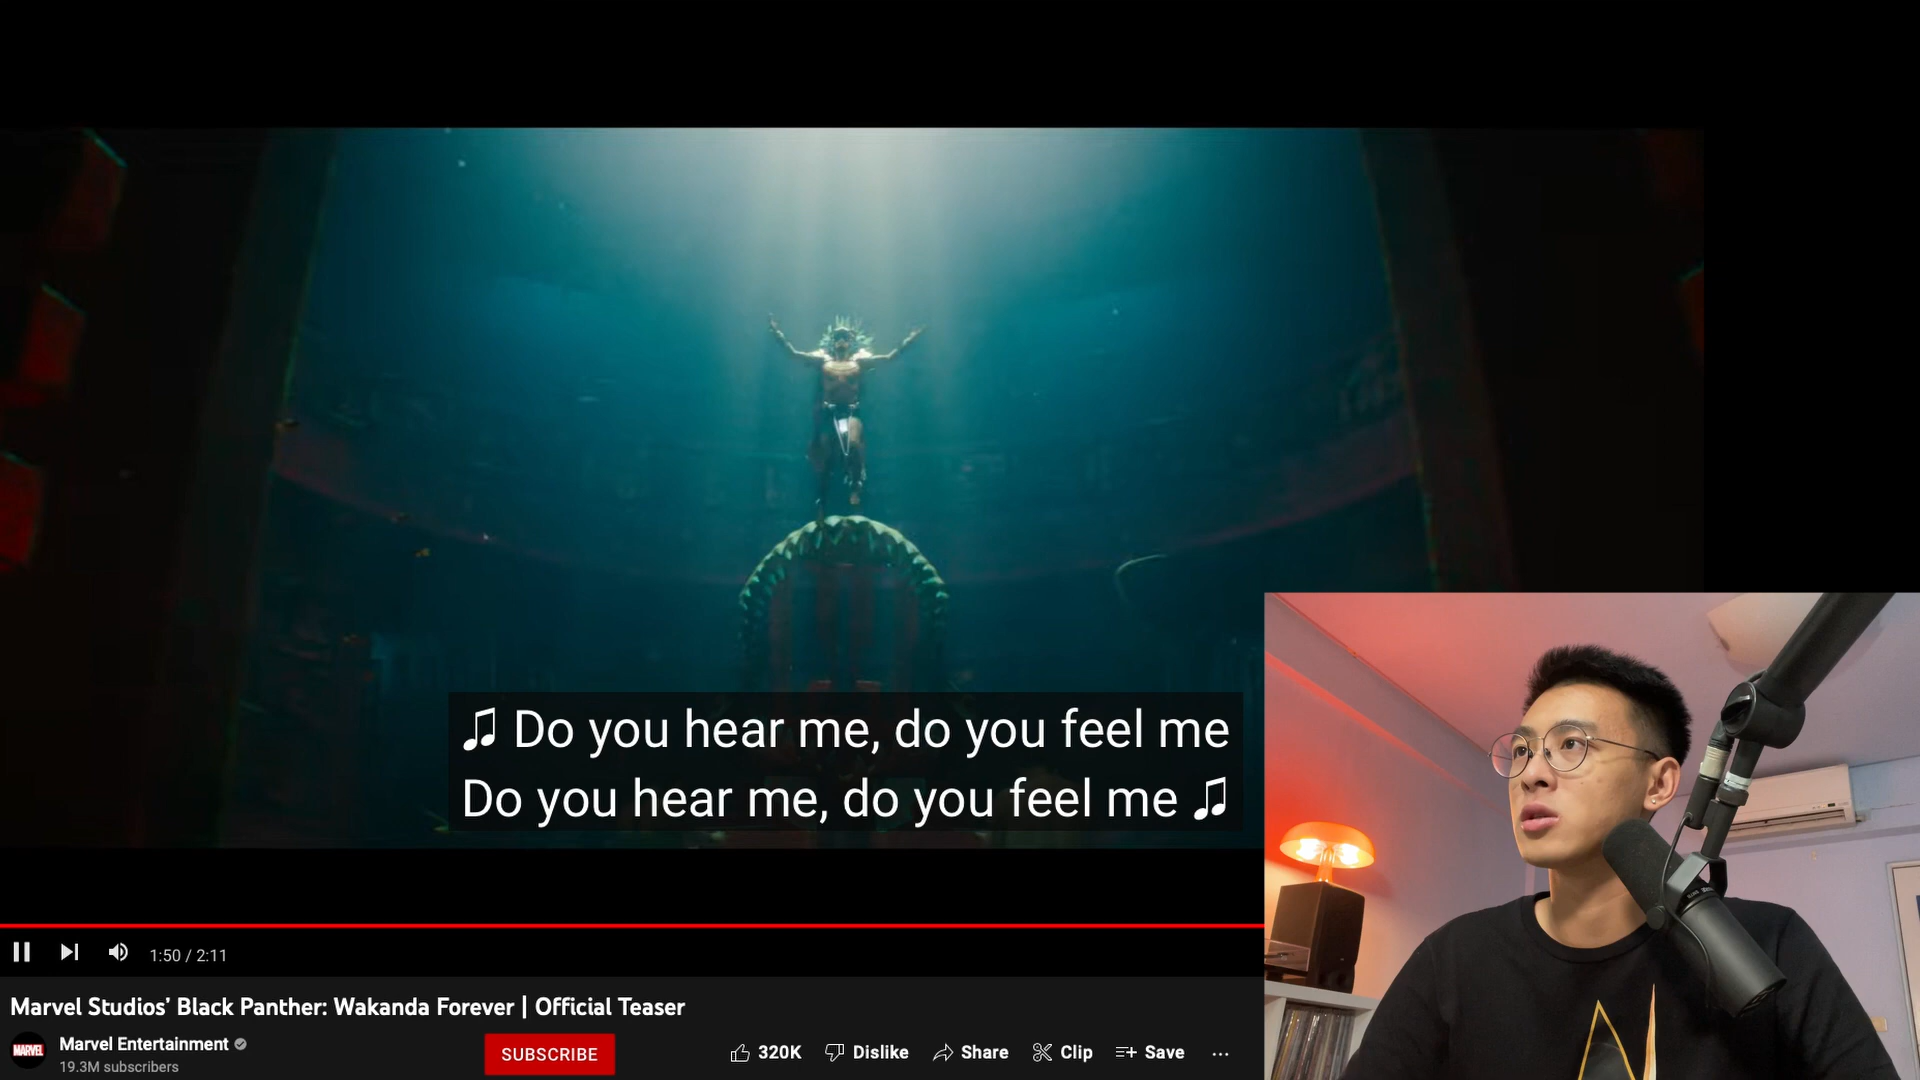 ♫ Do you hear me, do you feel me
Do you hear me, do you feel me ♫
1:50 / 2:11
Marvel Studios’ Black Panther: Wakanda Forever | Official Teaser
MARVEL
Marvel Entertainment
19.3M subscribers
SUBSCRIBE
320K
Dislike
Share
Clip
Save